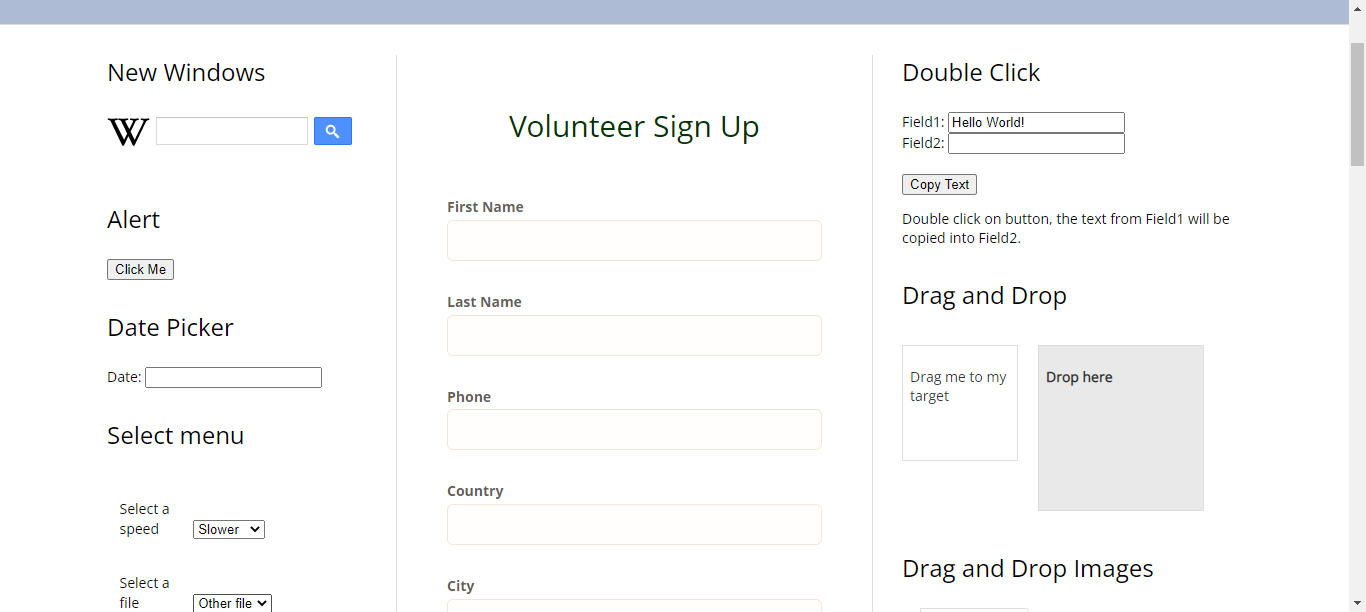 New Windows
W
Alert
Click Me
Date Picker
Date:
Select menu
Select a
speed
Slower
Select a
file
Other file
Volunteer Sign Up
First Name
Last Name
Phone
Country
City
Double Click
Field1: Hello World!
Field2:
Copy Text
Double click on button, the text from Field1 will be
copied into Field2.
Drag and Drop
Drag me to my
target
Drop here
Drag and Drop Images